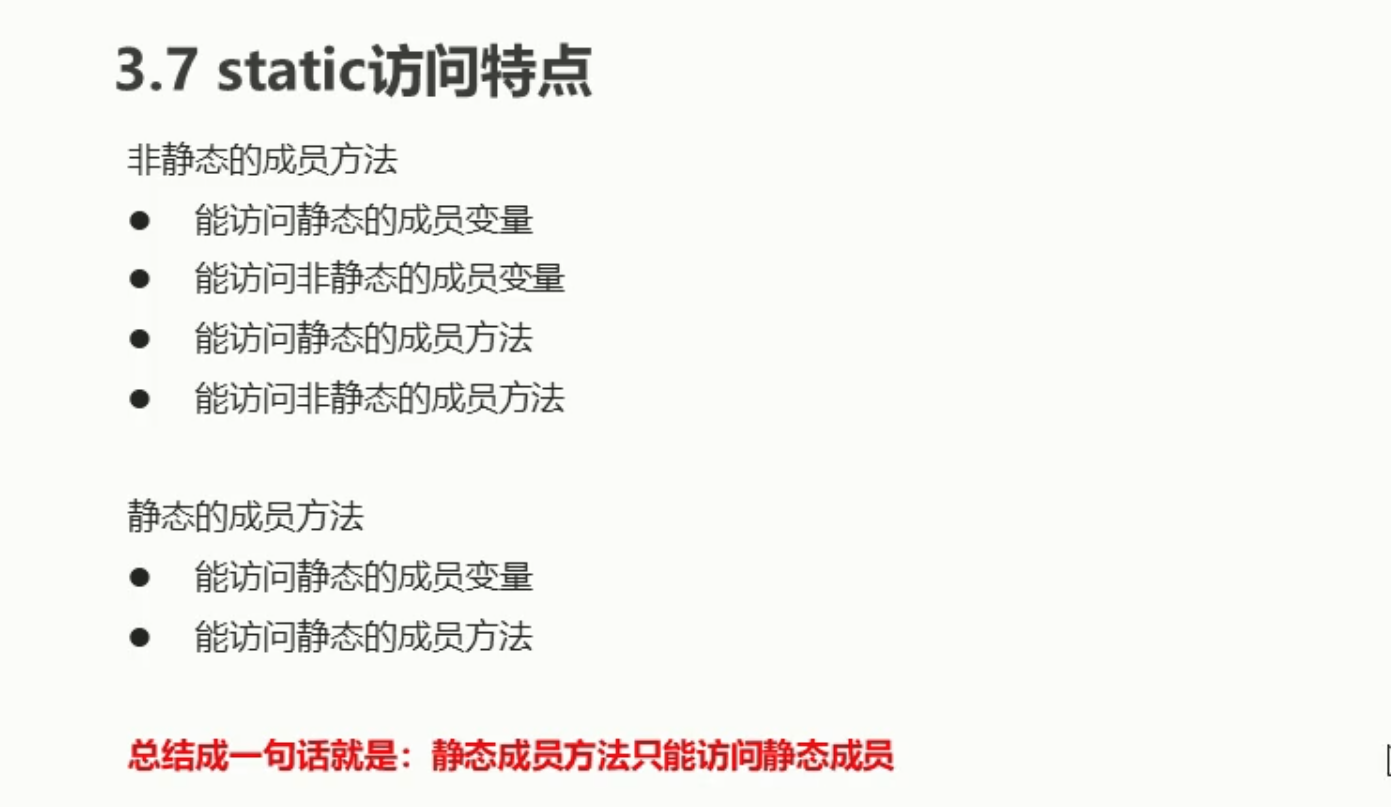 3.7 static访问特点
非静态的成员方法
● 能访问静态的成员变量
● 能访问非静态的成员变量
● 能访问静态的成员方法
● 能访问非静态的成员方法
静态的成员方法
● 能访问静态的成员变量
● 能访问静态的成员方法
总结成一句话就是：静态成员方法只能访问静态成员